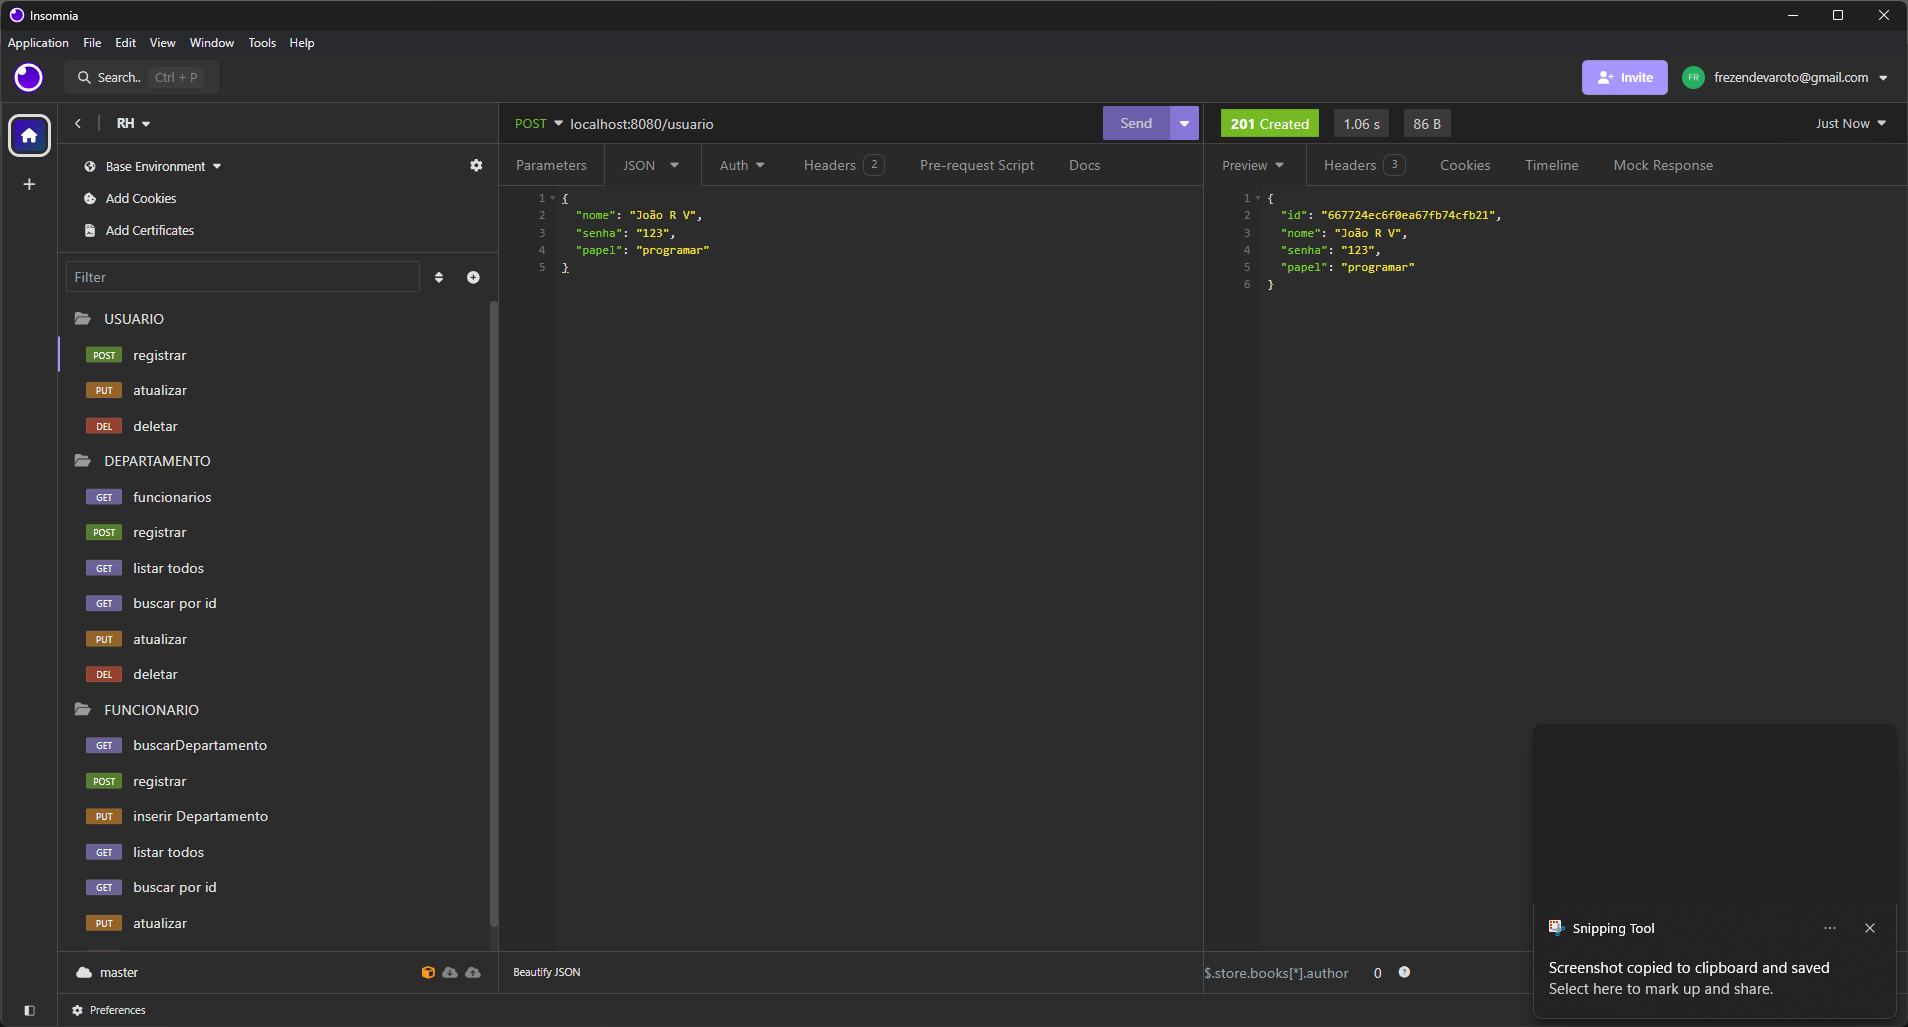 Insomnia
Application File Edit View Window Tools Help
Search.. Ctrl + P
Invite
FR frezendevaroto@gmail.com
RH
Base Environment
Add Cookies
Add Certificates
Filter
USUARIO
POST registrar
PUT atualizar
DEL deletar
DEPARTAMENTO
GET funcionarios
POST registrar
GET listar todos
GET buscar por id
PUT atualizar
DEL deletar
FUNCIONARIO
GET buscarDepartamento
POST registrar
PUT inserir Departamento
GET listar todos
GET buscar por id
PUT atualizar
master
Preferences
POST localhost:8080/usuario
Send
Parameters JSON Auth Headers 2 Pre-request Script Docs
1 {
2 "nome": "João R V",
3 "senha": "123",
4 "papel": "programar"
5 }
Beautify JSON
201 Created 1.06 s 86 B Just Now
Preview Headers 3 Cookies Timeline Mock Response
1 {
2 "id": "667724ec6f0ea67fb74cfb21",
3 "nome": "João R V",
4 "senha": "123",
5 "papel": "programar"
6 }
$.store.books[*].author 0 ?
Snipping Tool
Screenshot copied to clipboard and saved
Select here to mark up and share.